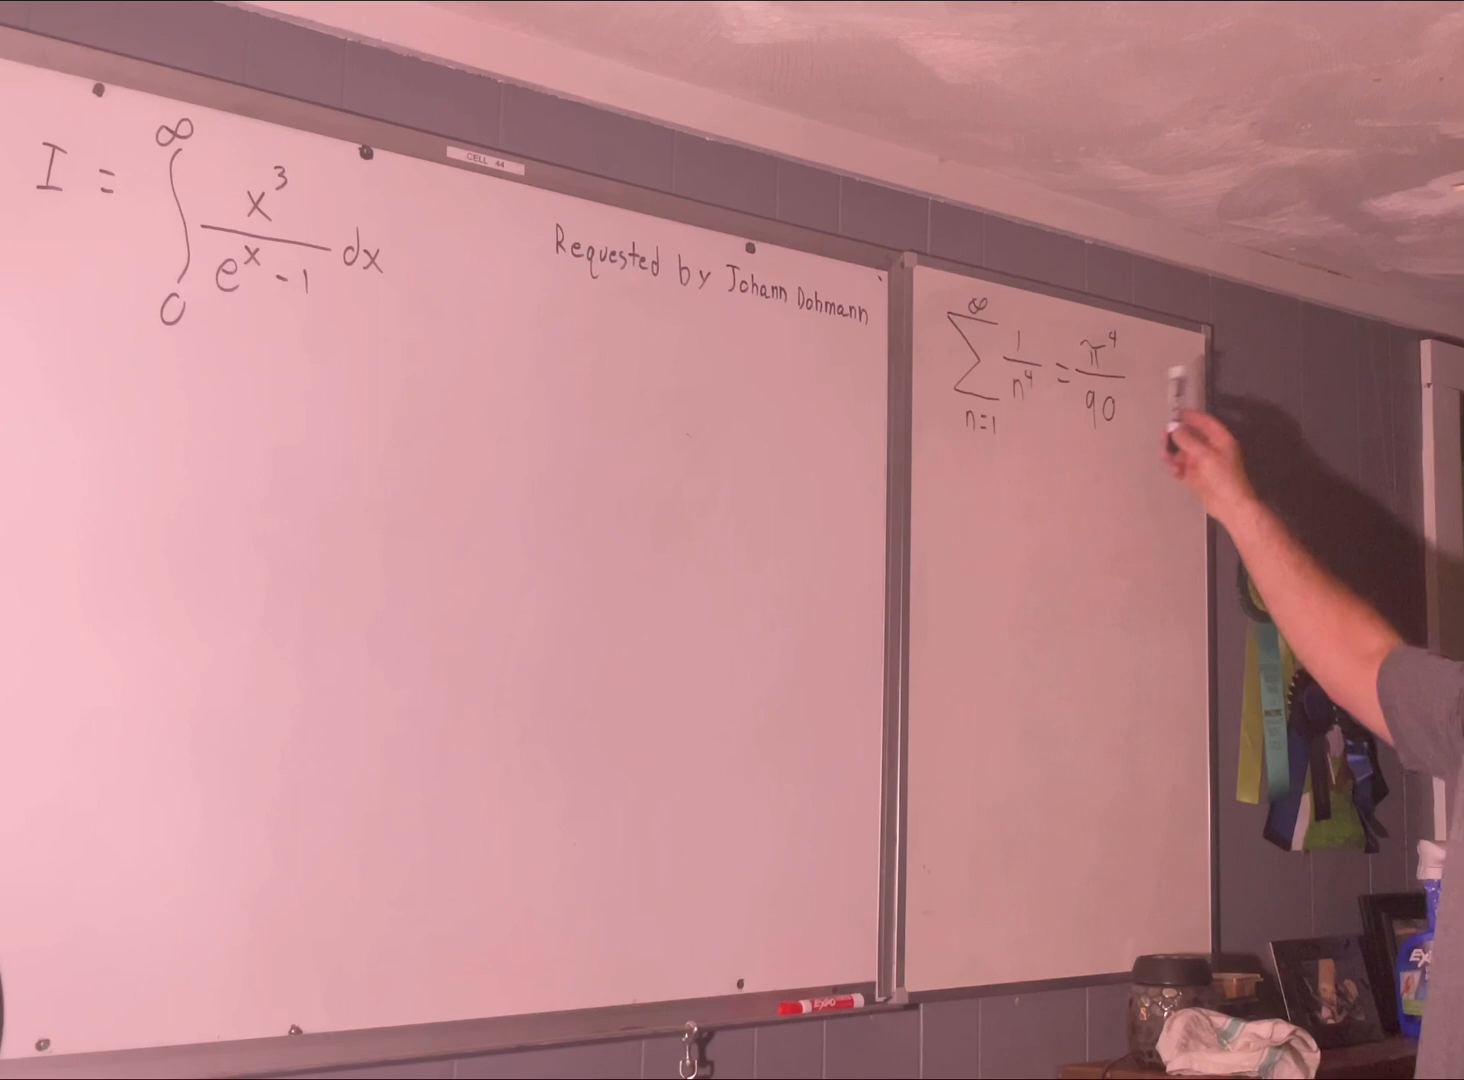 CELL 44
I = ∫₀^∞ x³/(eˣ - 1) dx
Requested by Johann Dohmann
∑_{n=1}^∞ 1/n⁴ = π⁴/90
EXPO